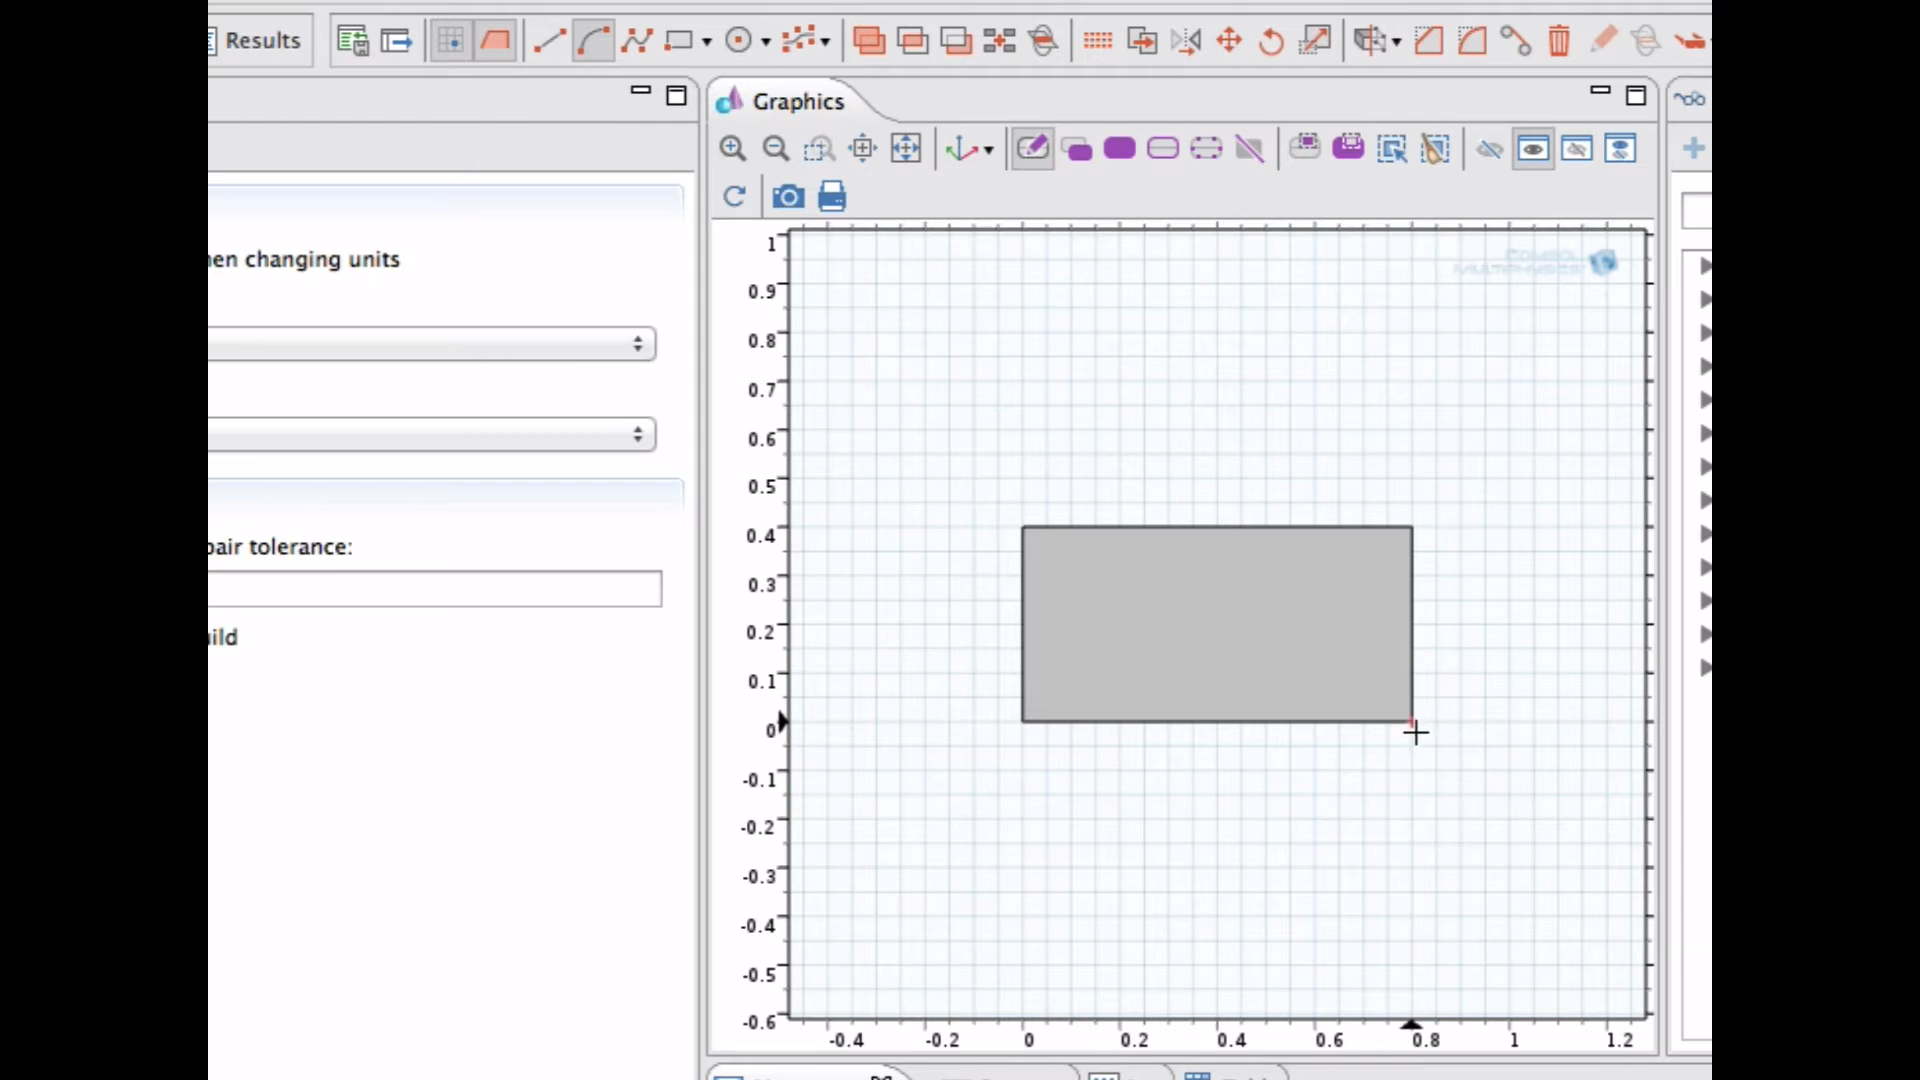 Results
Graphics
en changing units
pair tolerance:
ild
COMSOL
MULTIPHYSICS
1
0.9
0.8
0.7
0.6
0.5
0.4
0.3
0.2
0.1
0
-0.1
-0.2
-0.3
-0.4
-0.5
-0.6
-0.4 -0.2 0 0.2 0.4 0.6 0.8 1 1.2